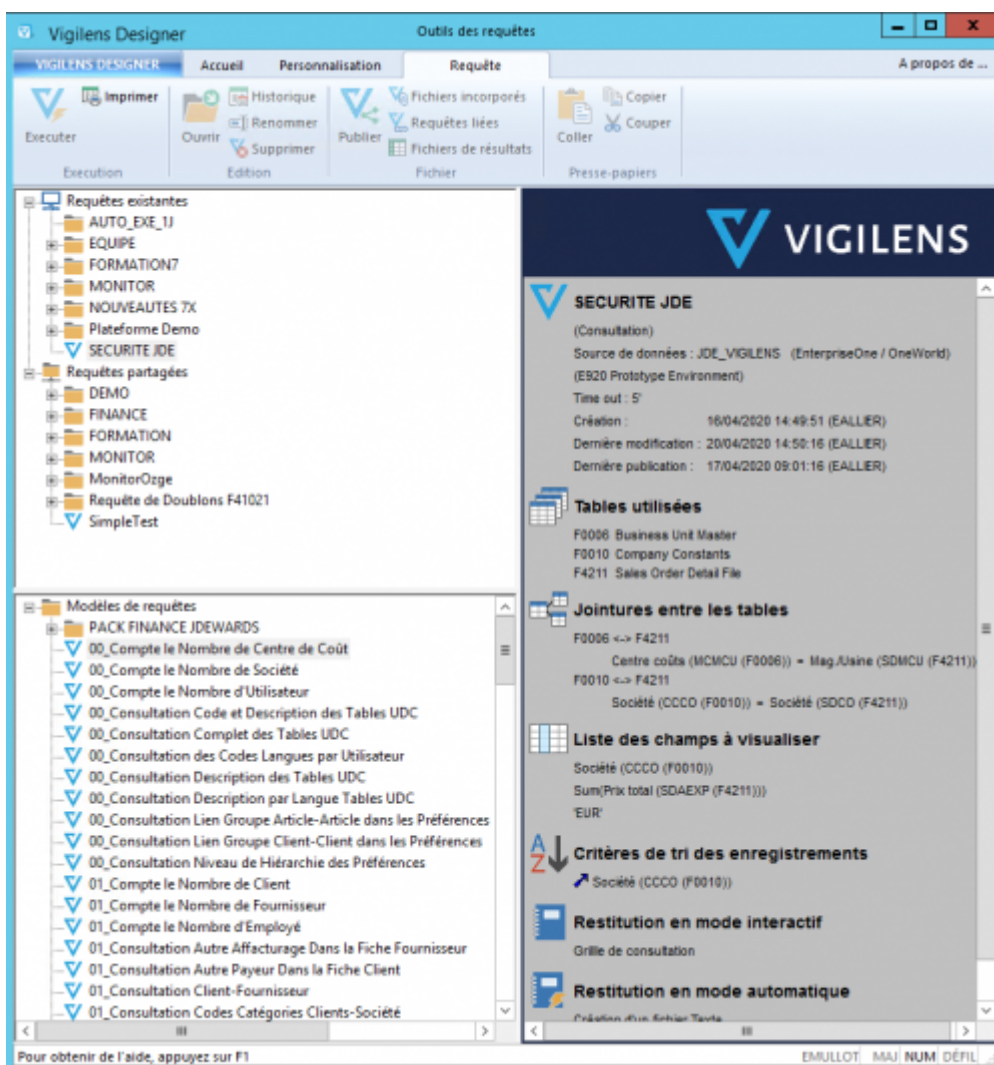 Vigilens Designer
Outils des requêtes
VIGILENS DESIGNER Accueil Personnalisation Requête A propos de ...
Imprimer Historique Fichiers incorporés Copier
Renommer Requêtes liées Couper
Executer Ouvrir Supprimer Publier Fichiers de résultats Coller
Execution Edition Fichier Presse-papiers
Requêtes existantes
AUTO_EXE_1J
EQUIPE
FORMATION7
MONITOR
NOUVEAUTES 7X
Plateforme Demo
SECURITE JDE
Requêtes partagées
DEMO
FINANCE
FORMATION
MONITOR
MonitorOzge
Requête de Doublons F41021
SimpleTest
Modèles de requêtes
PACK FINANCE JDEWARDS
00_Compte le Nombre de Centre de Coût
00_Compte le Nombre de Société
00_Compte le Nombre d'Utilisateur
00_Consultation Code et Description des Tables UDC
00_Consultation Complet des Tables UDC
00_Consultation des Codes Langues par Utilisateur
00_Consultation Description des Tables UDC
00_Consultation Description par Langue Tables UDC
00_Consultation Lien Groupe Article-Article dans les Préférences
00_Consultation Lien Groupe Client-Client dans les Préférences
00_Consultation Niveau de Hiérarchie des Préférences
01_Compte le Nombre de Client
01_Compte le Nombre de Fournisseur
01_Compte le Nombre d'Employé
01_Consultation Autre Affacturage Dans la Fiche Fournisseur
01_Consultation Autre Payeur Dans la Fiche Client
01_Consultation Client-Fournisseur
01_Consultation Codes Catégories Clients-Société
VIGILENS
SECURITE JDE
(Consultation)
Source de données : JDE_VIGILENS (EnterpriseOne / OneWorld)
(E920 Prototype Environment)
Time out : 5'
Création : 16/04/2020 14:49:51 (EALLIER)
Dernière modification : 20/04/2020 14:50:16 (EALLIER)
Dernière publication : 17/04/2020 09:01:16 (EALLIER)
Tables utilisées
F0006 Business Unit Master
F0010 Company Constants
F4211 Sales Order Detail File
Jointures entre les tables
F0006 <-> F4211
Centre coûts (MCMCU (F0006)) = Mag./Usine (SDMCU (F4211))
F0010 <-> F4211
Société (CCCO (F0010)) = Société (SDCO (F4211))
Liste des champs à visualiser
Société (CCCO (F0010))
Sum(Prix total (SDAEXP (F4211)))
'EUR'
Critères de tri des enregistrements
Société (CCCO (F0010))
Restitution en mode interactif
Grille de consultation
Restitution en mode automatique
Création d'un fichier Texte
Pour obtenir de l'aide, appuyez sur F1
EMULLOT MAJ NUM DÉFIL